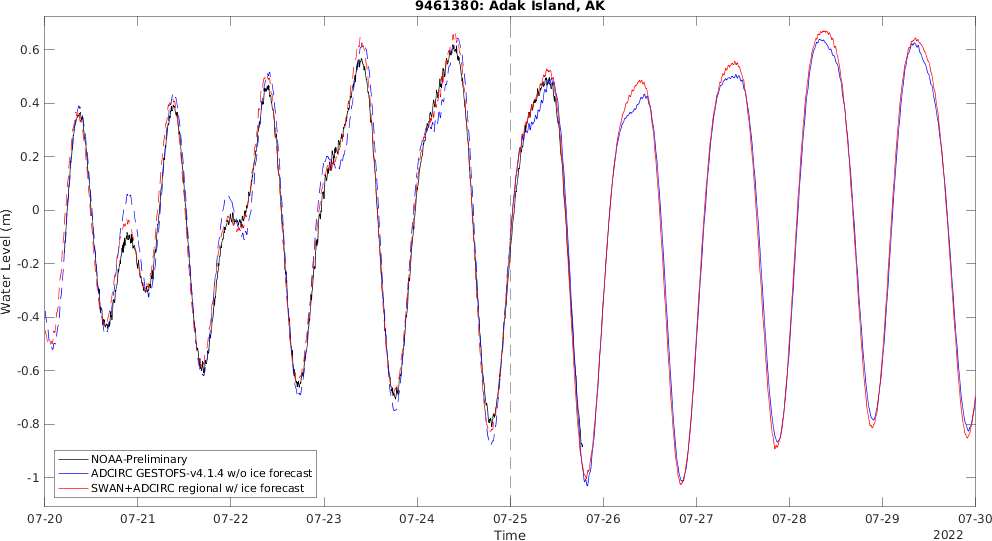 9461380: Adak Island, AK
Water Level (m)
0.6
0.4
0.2
0
-0.2
-0.4
-0.6
-0.8
-1
NOAA-Preliminary
ADCIRC GESTOFS-v4.1.4 w/o ice forecast
SWAN+ADCIRC regional w/ ice forecast
07-20 07-21 07-22 07-23 07-24 07-25 07-26 07-27 07-28 07-29 07-30
Time
2022